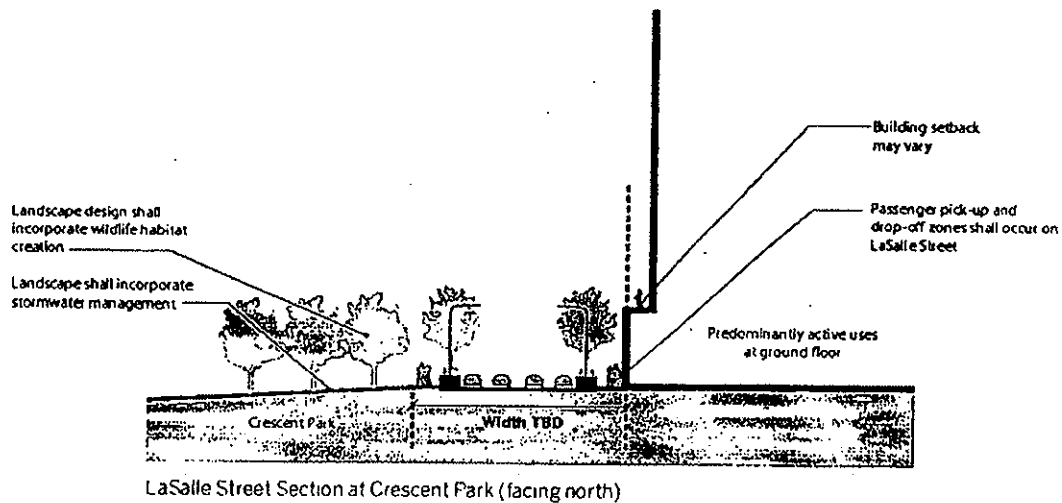 Building setback
may vary
Landscape design shall
incorporate wildlife habitat
creation
Passenger pick-up and
drop-off zones shall occur on
LaSalle Street
Landscape shall incorporate
stormwater management
Predominantly active uses
at ground floor
Crescent Park
Width TBD
LaSalle Street Section at Crescent Park (facing north)